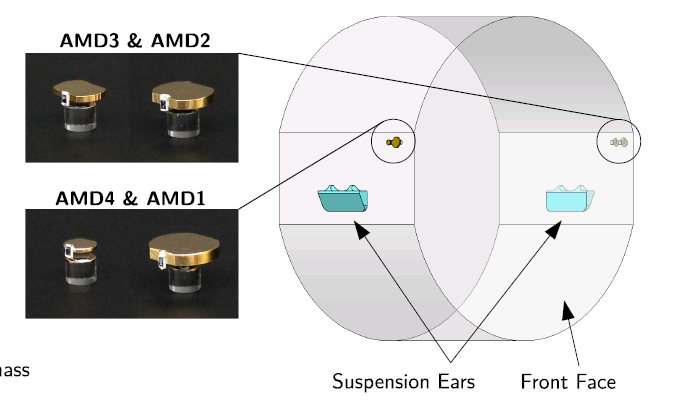 AMD3 & AMD2
AMD4 & AMD1
Suspension Ears
Front Face